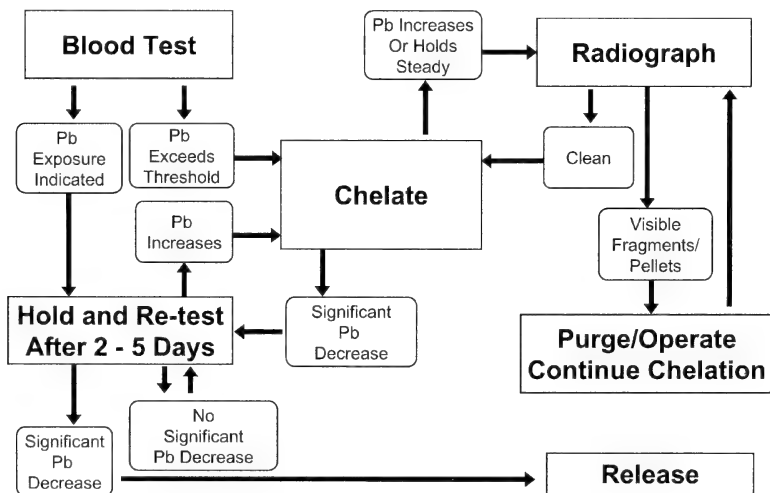 Blood Test
Pb Increases
Or Holds
Steady
Radiograph
Pb
Exposure
Indicated
Pb
Exceeds
Threshold
Clean
Chelate
Pb
Increases
Visible
Fragments/
Pellets
Hold and Re-test
After 2 - 5 Days
Significant
Pb
Decrease
Purge/Operate
Continue Chelation
No
Significant
Pb Decrease
Significant
Pb
Decrease
Release